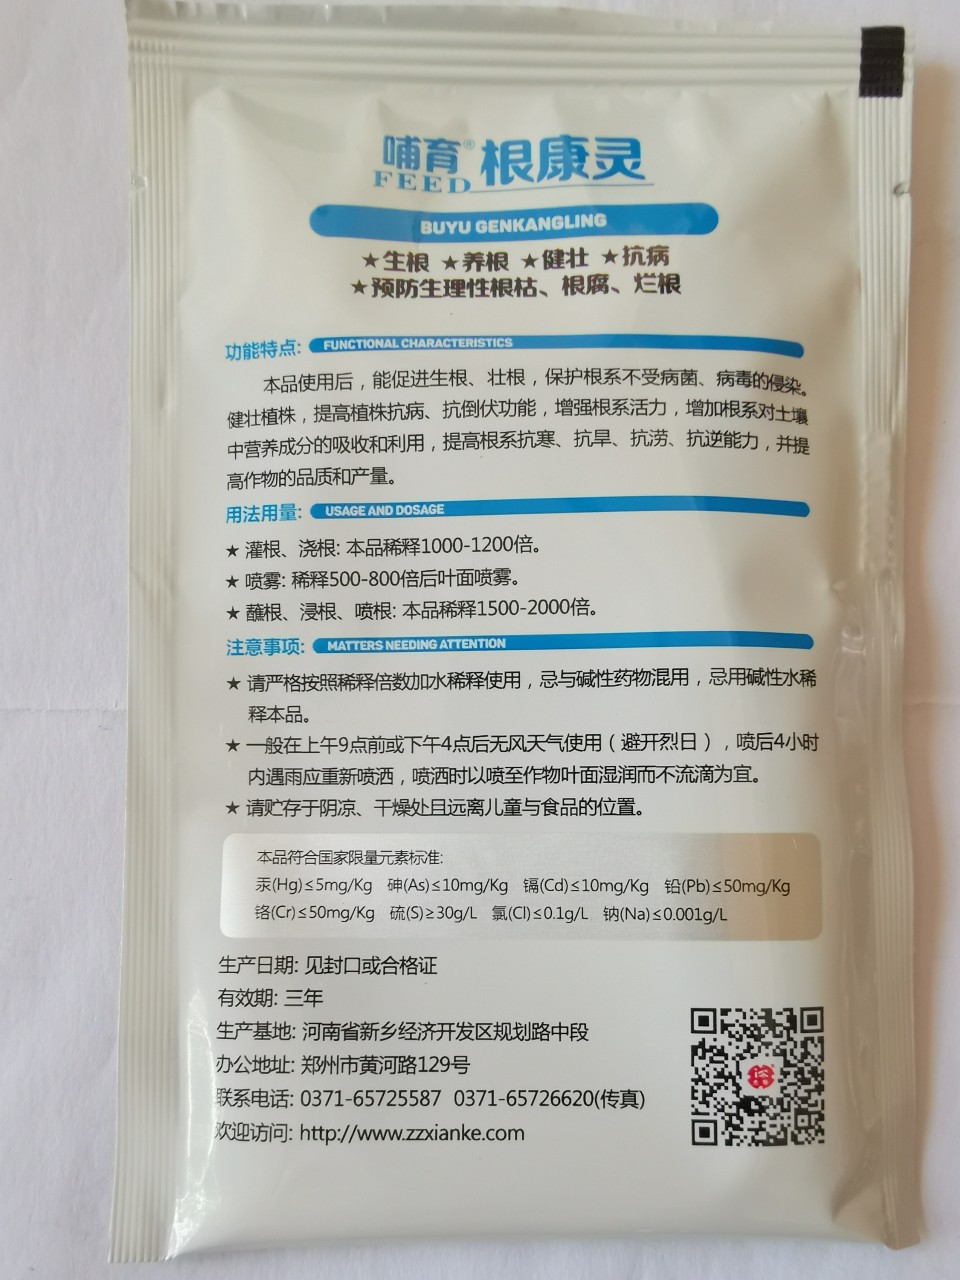 哺育® 根康灵
FEED
BUYU GENKANGLING
★生根 ★养根 ★健壮 ★抗病
★预防生理性根枯、根腐、烂根
功能特点: FUNCTIONAL CHARACTERISTICS
本品使用后，能促进生根、壮根，保护根系不受病菌、病毒的侵染。
健壮植株，提高植株抗病、抗倒伏功能，增强根系活力，增加根系对土壤
中营养成分的吸收和利用，提高根系抗寒、抗旱、抗涝、抗逆能力，并提
高作物的品质和产量。
用法用量: USAGE AND DOSAGE
★ 灌根、浇根: 本品稀释1000-1200倍。
★ 喷雾: 稀释500-800倍后叶面喷雾。
★ 蘸根、浸根、喷根: 本品稀释1500-2000倍。
注意事项: MATTERS NEEDING ATTENTION
★ 请严格按照稀释倍数加水稀释使用，忌与碱性药物混用，忌用碱性水稀
释本品。
★ 一般在上午9点前或下午4点后无风天气使用（避开烈日），喷后4小时
内遇雨应重新喷洒，喷洒时以喷至作物叶面湿润而不流滴为宜。
★ 请贮存于阴凉、干燥处且远离儿童与食品的位置。
本品符合国家限量元素标准:
汞(Hg)≤5mg/Kg 砷(As)≤10mg/Kg 镉(Cd)≤10mg/Kg 铅(Pb)≤50mg/Kg
铬(Cr)≤50mg/Kg 硫(S)≥30g/L 氯(Cl)≤0.1g/L 钠(Na)≤0.001g/L
生产日期: 见封口或合格证
有效期: 三年
生产基地: 河南省新乡经济开发区规划路中段
办公地址: 郑州市黄河路129号
联系电话: 0371-65725587 0371-65726620(传真)
欢迎访问: http://www.zzxianke.com